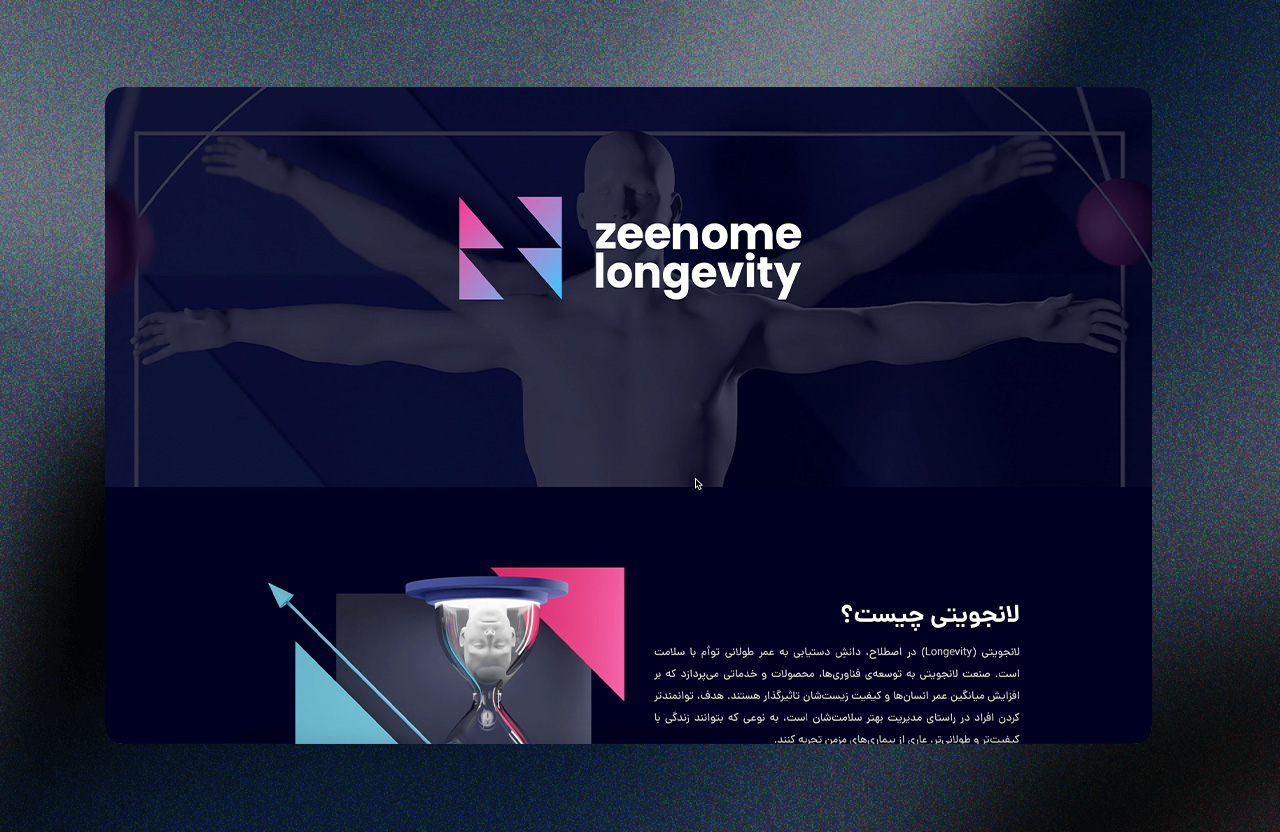 zeenome
longevity
لانجویتی چیست؟
لانجویتی (Longevity) در اصطلاح، دانشِ دستیابی به عمر طولانی توأم با سلامت
است. صنعت لانجویتی به توسعه‌ی فناوری‌ها، محصولات و خدماتی می‌پردازد که بر
افزایش میانگین عمر انسان‌ها و کیفیت زیست‌شان تاثیرگذار هستند. هدف، توانمندتر
کردن افراد در راستای مدیریت بهتر سلامت‌شان است، به نوعی که بتوانند زندگی با
کیفیت‌تر و طولانی‌تر، عاری از بیماری‌های مزمن تجربه کنند.